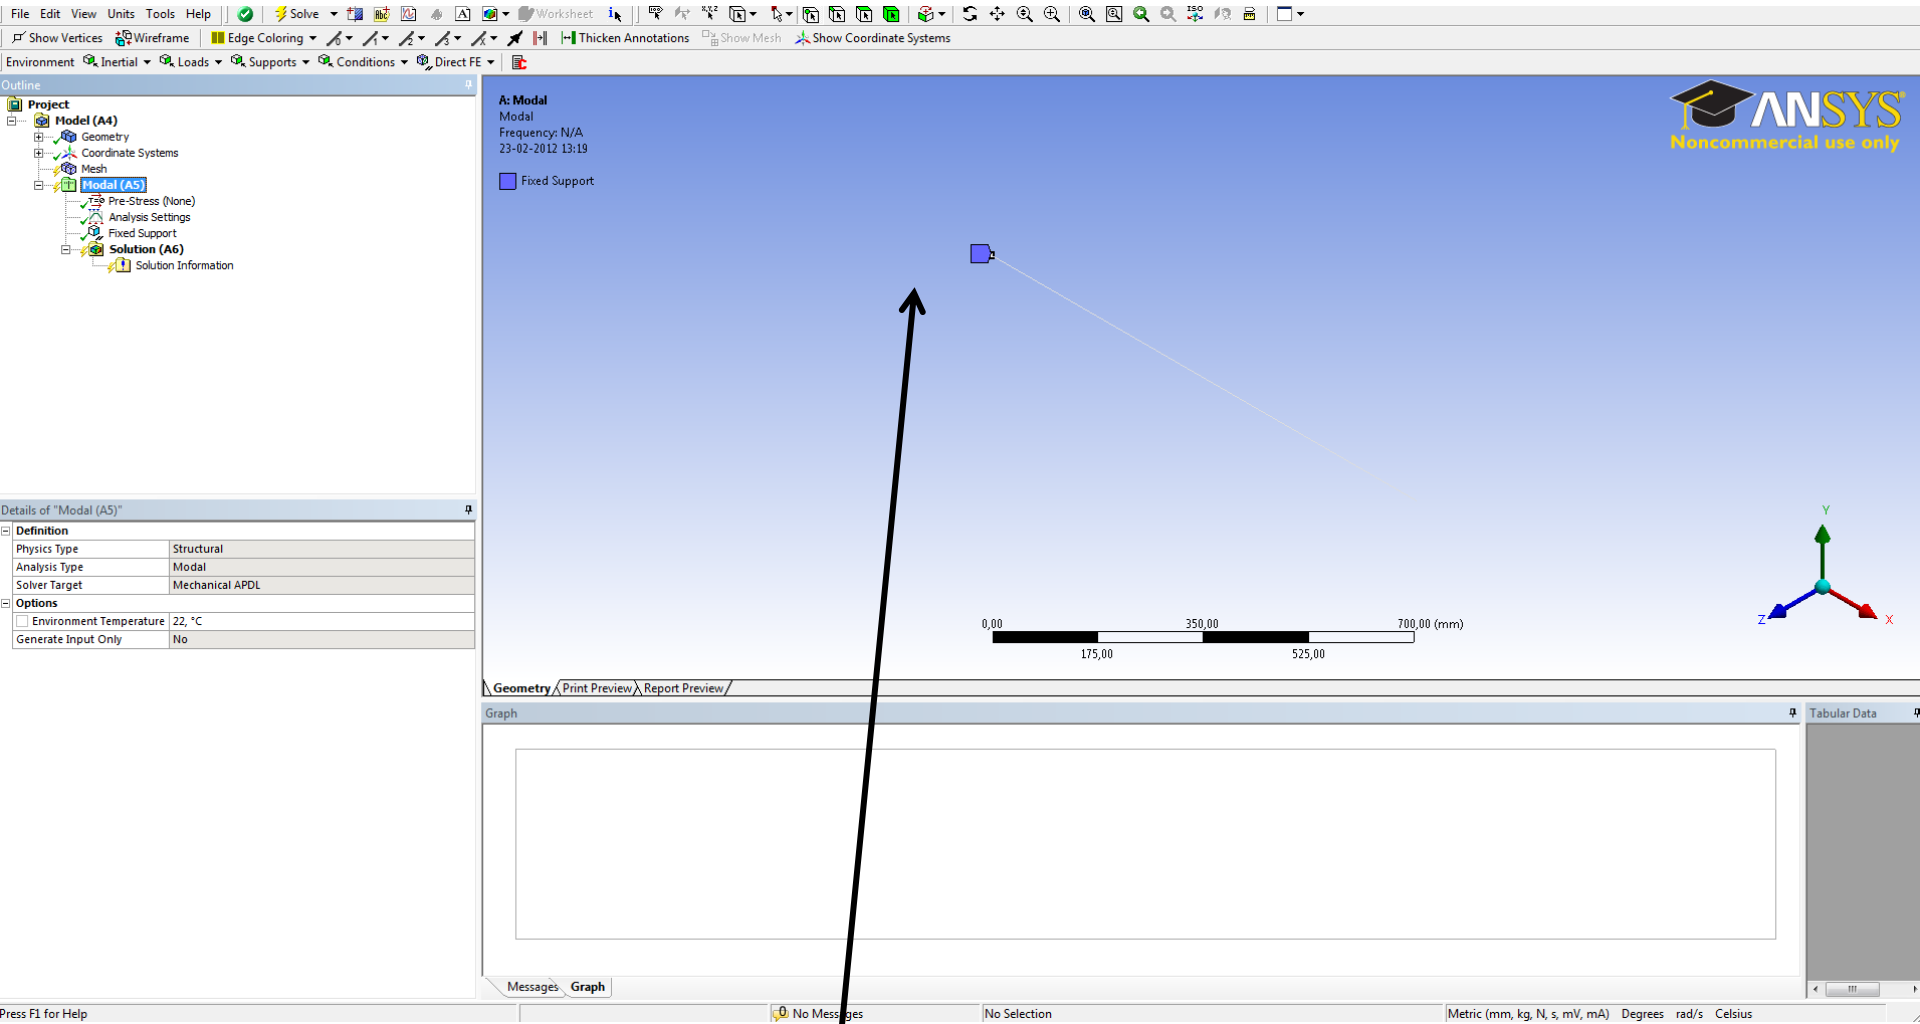 File Edit View Units Tools Help Solve Worksheet
Show Vertices Wireframe Edge Coloring Thicken Annotations Show Mesh Show Coordinate Systems
Environment Inertial Loads Supports Conditions Direct FE
Outline
Project
Model (A4)
Geometry
Coordinate Systems
Mesh
Modal (A5)
Pre-Stress (None)
Analysis Settings
Fixed Support
Solution (A6)
Solution Information
A: Modal
Modal
Frequency: N/A
23-02-2012 13:19
Fixed Support
ANSYS
Noncommercial use only
Y
Z
X
0,00 350,00 700,00 (mm)
175,00 525,00
Geometry Print Preview Report Preview
Details of "Modal (A5)"
Definition
Physics Type Structural
Analysis Type Modal
Solver Target Mechanical APDL
Options
Environment Temperature 22, °C
Generate Input Only No
Graph
Tabular Data
Messages Graph
Press F1 for Help
0 No Messages
No Selection
Metric (mm, kg, N, s, mV, mA) Degrees rad/s Celsius